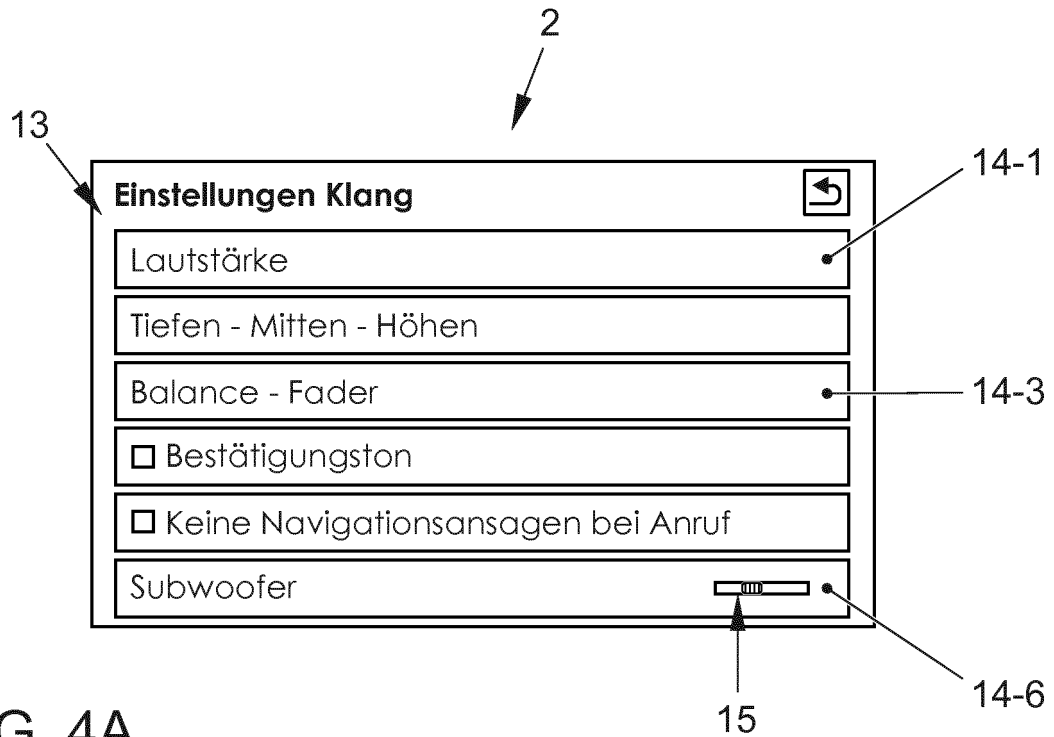 2
13
14-1
Einstellungen Klang
Lautstärke
Tiefen - Mitten - Höhen
Balance - Fader
14-3
Bestätigungston
Keine Navigationsansagen bei Anruf
Subwoofer
14-6
15
G. 4A